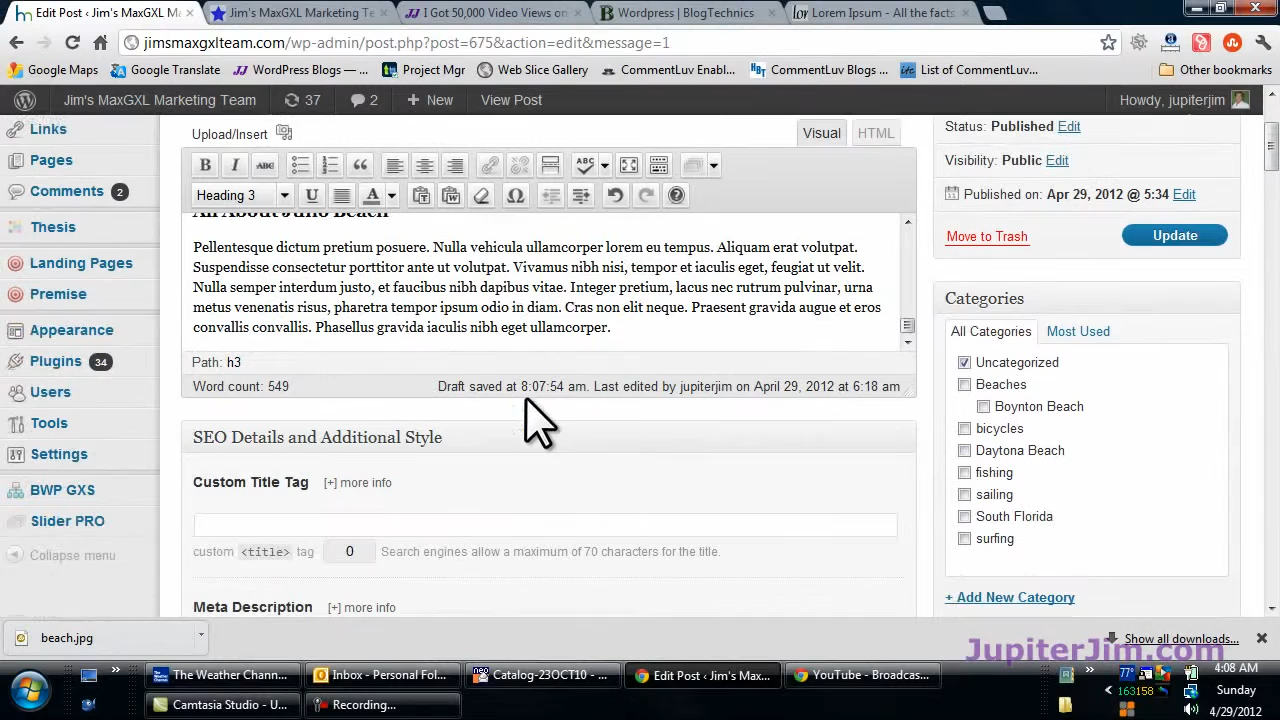 Edit Post ‹ Jim's MaxGXL M
Jim's MaxGXL Marketing Te
I Got 50,000 Video Views on
Wordpress | BlogTechnics
Lorem Ipsum - All the facts
jimsmaxgxlteam.com/wp-admin/post.php?post=675&action=edit&message=1
Google Maps
Google Translate
WordPress Blogs —...
Project Mgr
Web Slice Gallery
CommentLuv Enabl...
CommentLuv Blogs ...
List of CommentLuv...
Other bookmarks
Jim's MaxGXL Marketing Team
37
2
+ New
View Post
Howdy, jupiterjim
Links
Pages
Comments 2
Thesis
Landing Pages
Premise
Appearance
Plugins 34
Users
Tools
Settings
BWP GXS
Slider PRO
Collapse menu
Upload/Insert
Visual
HTML
B I ABC
ABC
Heading 3
U
A
All About Juno Beach
Pellentesque dictum pretium posuere. Nulla vehicula ullamcorper lorem eu tempus. Aliquam erat volutpat.
Suspendisse consectetur porttitor ante ut volutpat. Vivamus nibh nisi, tempor et iaculis eget, feugiat ut velit.
Nulla semper interdum justo, et faucibus nibh dapibus vitae. Integer pretium, lacus nec rutrum pulvinar, urna
metus venenatis risus, pharetra tempor ipsum odio in diam. Cras non elit neque. Praesent gravida augue et eros
convallis convallis. Phasellus gravida iaculis nibh eget ullamcorper.
Path: h3
Word count: 549
Draft saved at 8:07:54 am. Last edited by jupiterjim on April 29, 2012 at 6:18 am
SEO Details and Additional Style
Custom Title Tag [+] more info
custom <title> tag 0 Search engines allow a maximum of 70 characters for the title.
Meta Description [+] more info
Status: Published Edit
Visibility: Public Edit
Published on: Apr 29, 2012 @ 5:34 Edit
Move to Trash
Update
Categories
All Categories
Most Used
Uncategorized
Beaches
Boynton Beach
bicycles
Daytona Beach
fishing
sailing
South Florida
surfing
+ Add New Category
beach.jpg
Show all downloads...
JupiterJim.com
The Weather Chann...
Inbox - Personal Fol...
Catalog-23OCT10 - ...
Edit Post ‹ Jim's Max...
YouTube - Broadcas...
Camtasia Studio - U...
Recording...
77°
163158
4:08 AM
Sunday
4/29/2012